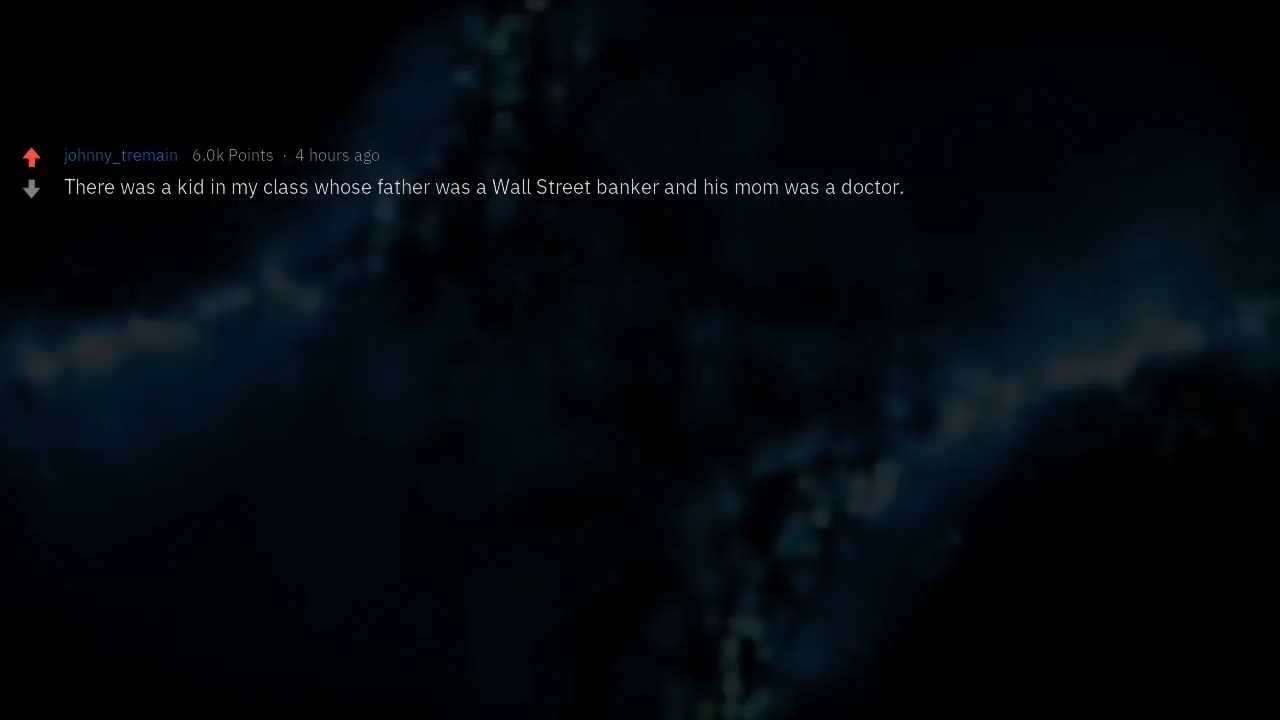 johnny_tremain 6.0k Points · 4 hours ago
There was a kid in my class whose father was a Wall Street banker and his mom was a doctor.